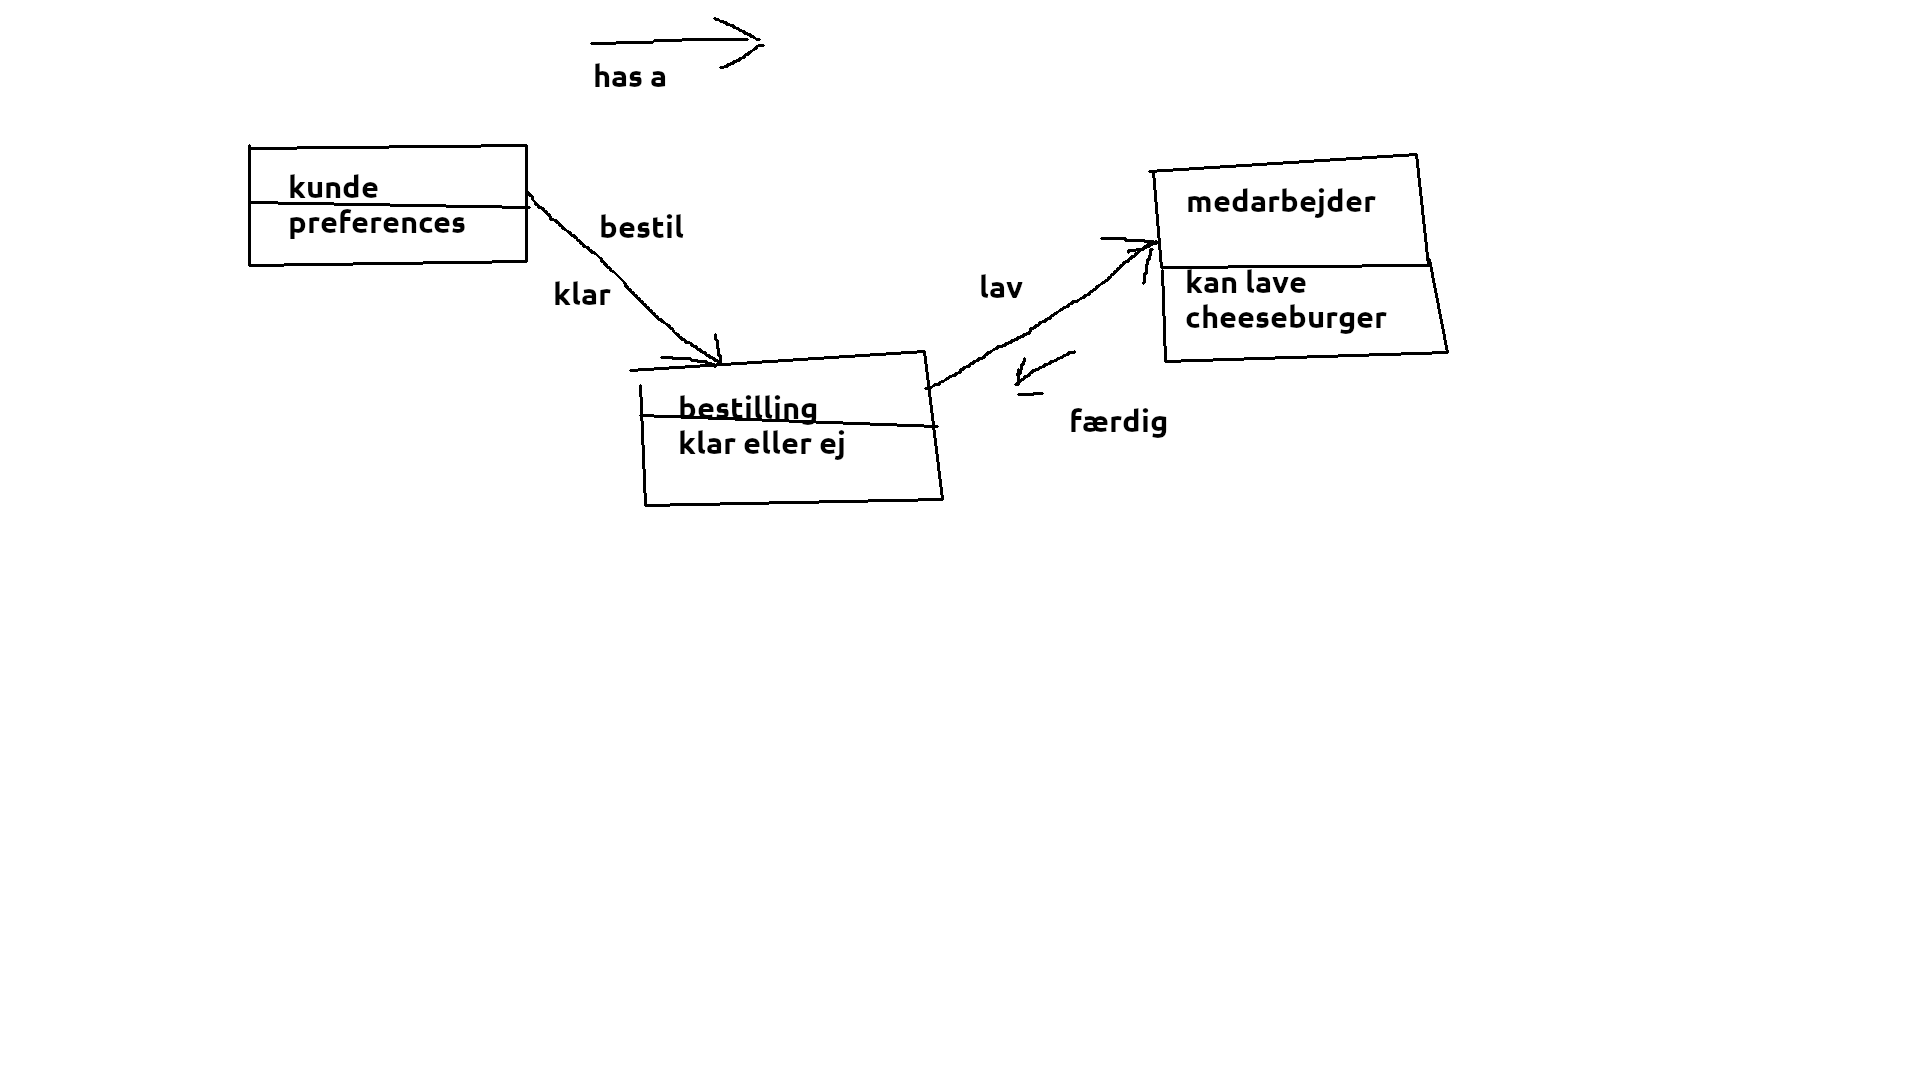 has a
kunde
preferences
bestil
klar
medarbejder
kan lave
cheeseburger
lav
færdig
bestilling
klar eller ej